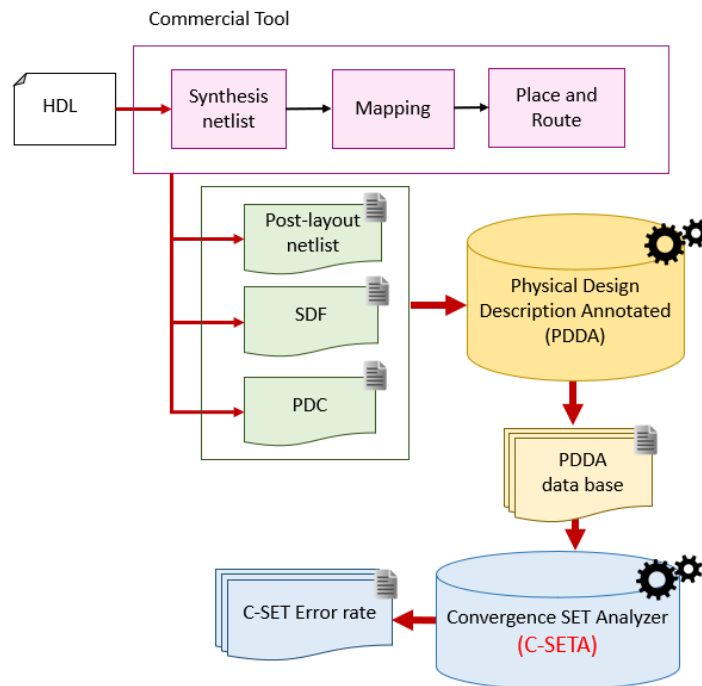 Commercial Tool
HDL
Synthesis
netlist
Mapping
Place and
Route
Post-layout
netlist
SDF
PDC
Physical Design
Description Annotated
(PDDA)
PDDA
data base
C-SET Error rate
Convergence SET Analyzer
(C-SETA)